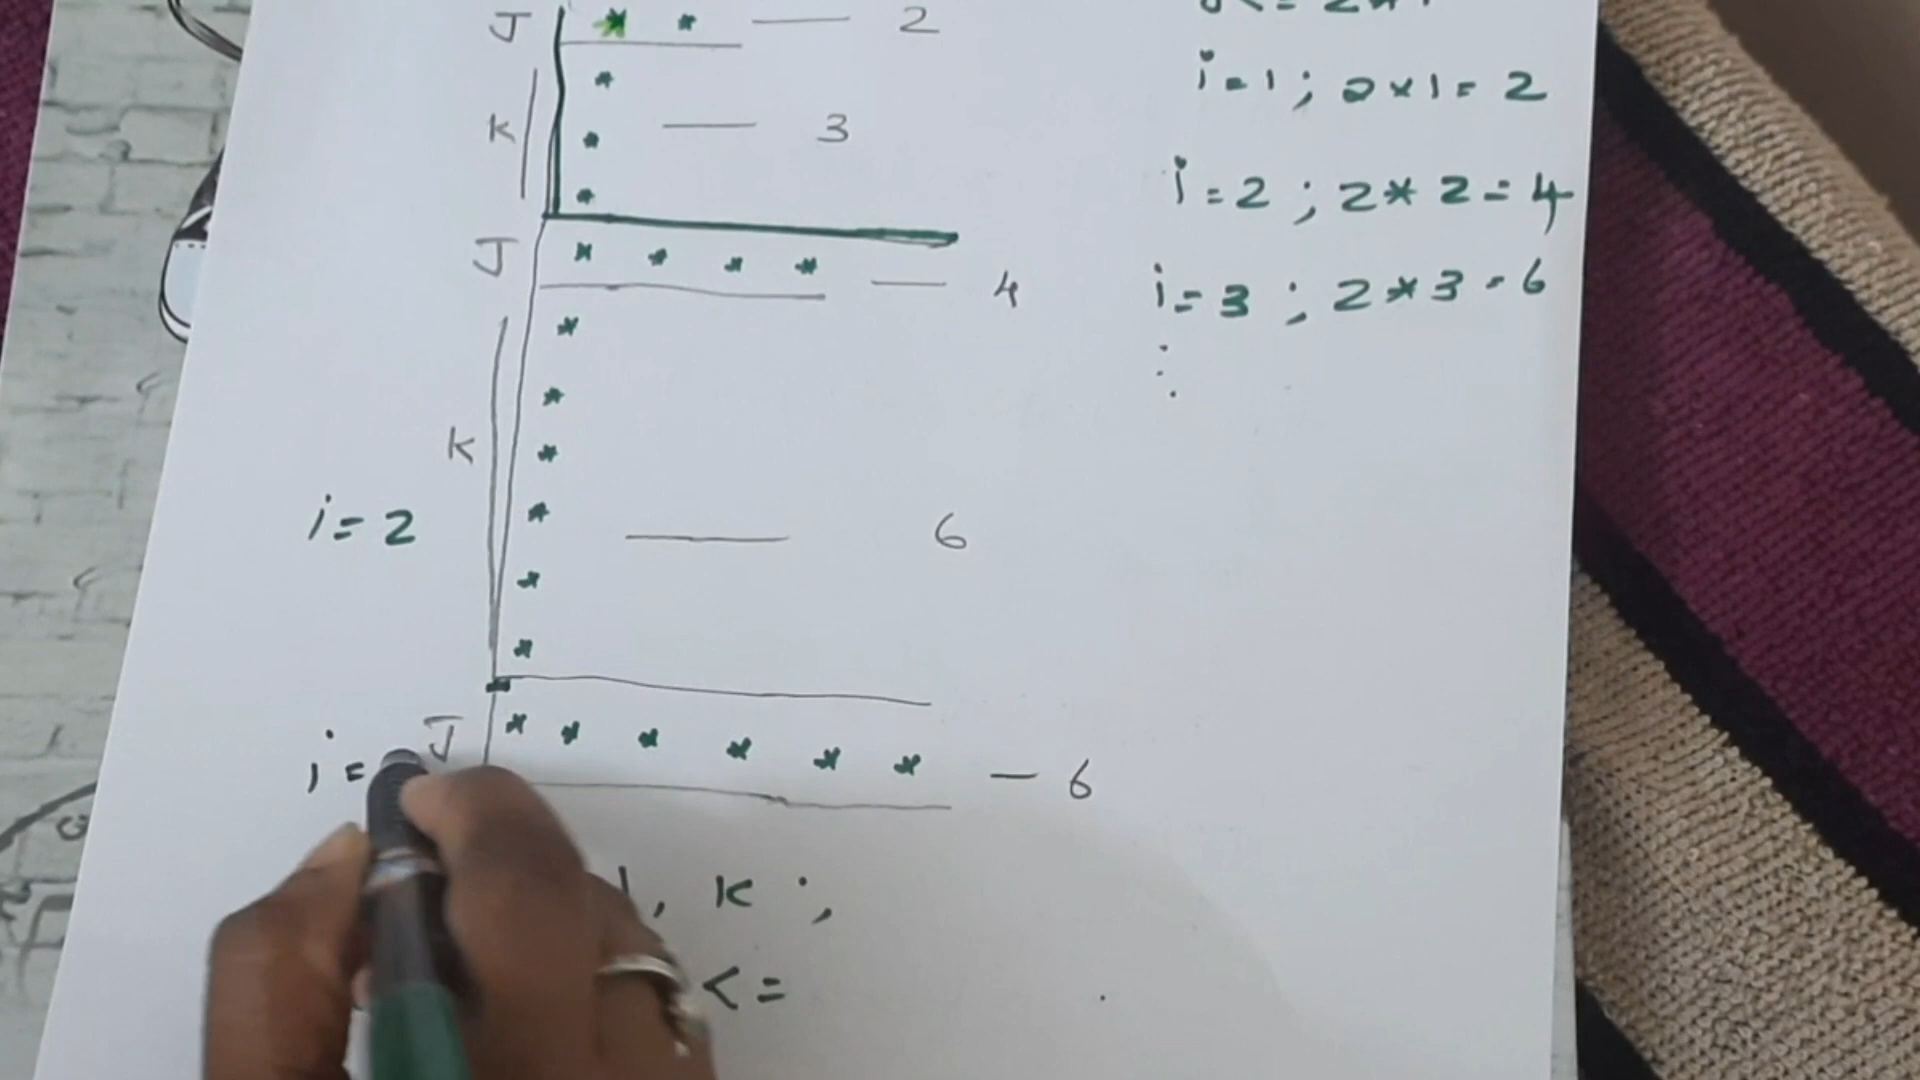 J * * — 2
*
K * — 3
*
J * * * * — 4
*
*
K *
i=2 * — 6
*
*
i= J * * * * * * — 6
, K ;
<=
i=1; 2*1=2
i=2; 2*2=4
i=3; 2*3=6
⋮